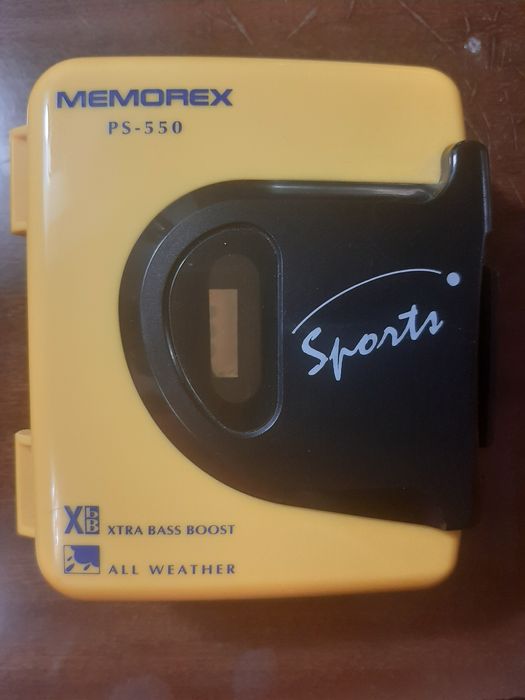 MEMOREX
PS-550
Sports
XBB XTRA BASS BOOST
ALL WEATHER